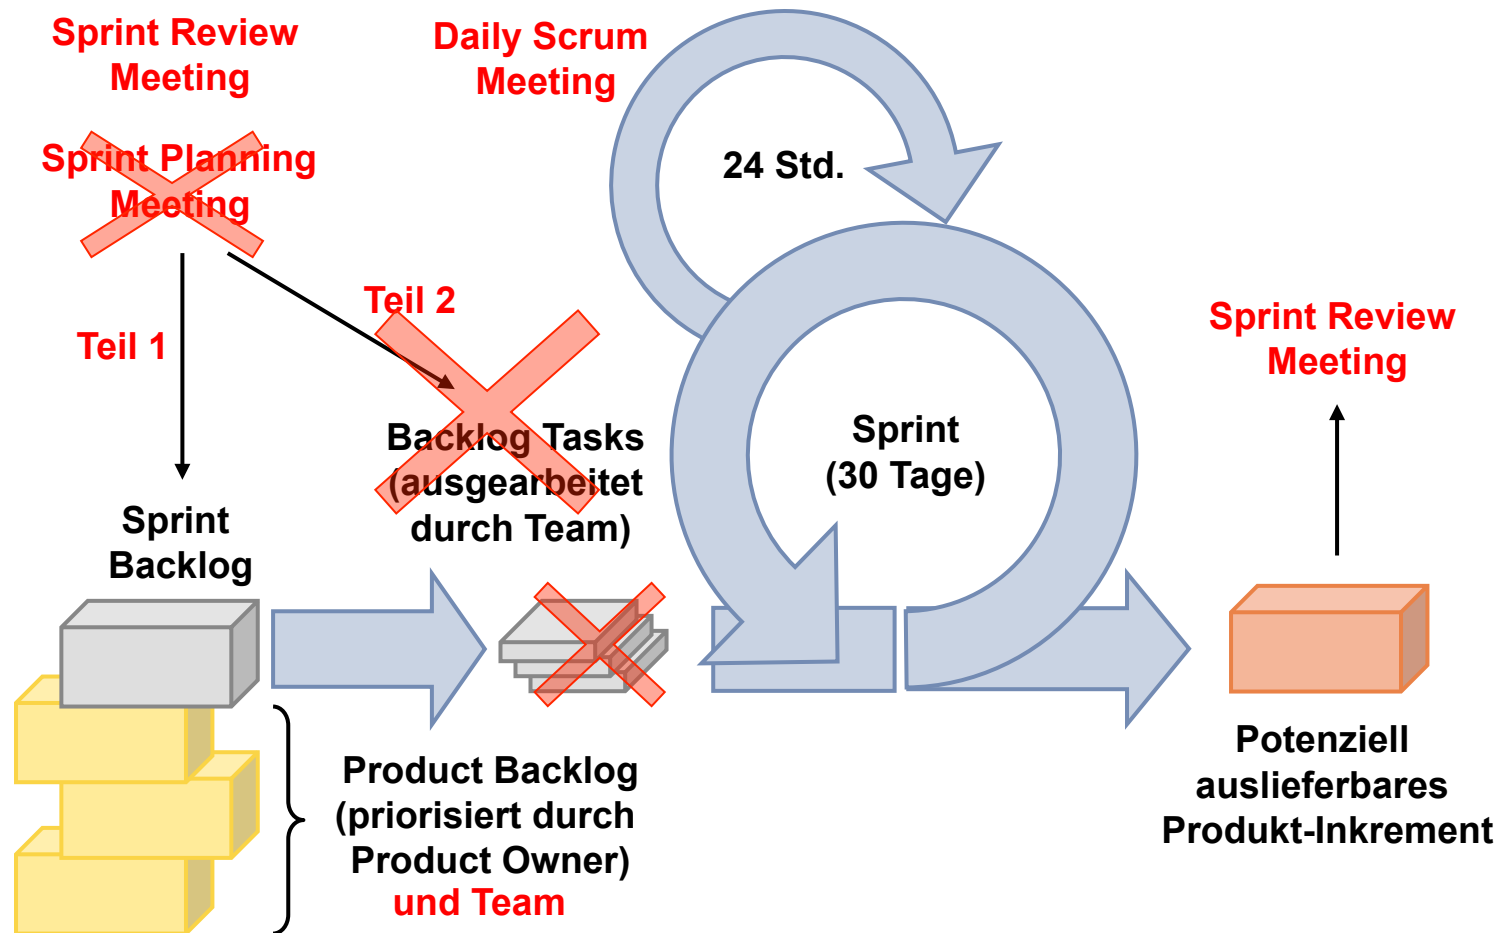 Sprint Review
Meeting
Sprint Planning
Meeting
Daily Scrum
Meeting
24 Std.
Teil 1
Teil 2
Backlog Tasks
(ausgearbeitet
durch Team)
Sprint
Backlog
Sprint
(30 Tage)
Sprint Review
Meeting
Product Backlog
(priorisiert durch
Product Owner)
und Team
Potenziell
auslieferbares
Produkt-Inkrement